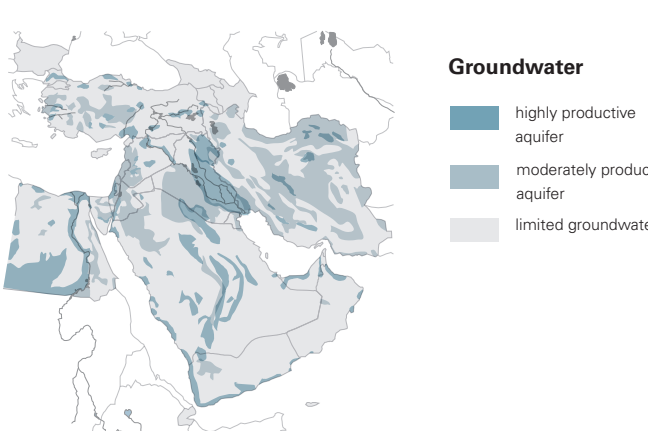 Groundwater
highly productive
aquifer
moderately produc
aquifer
limited groundwate